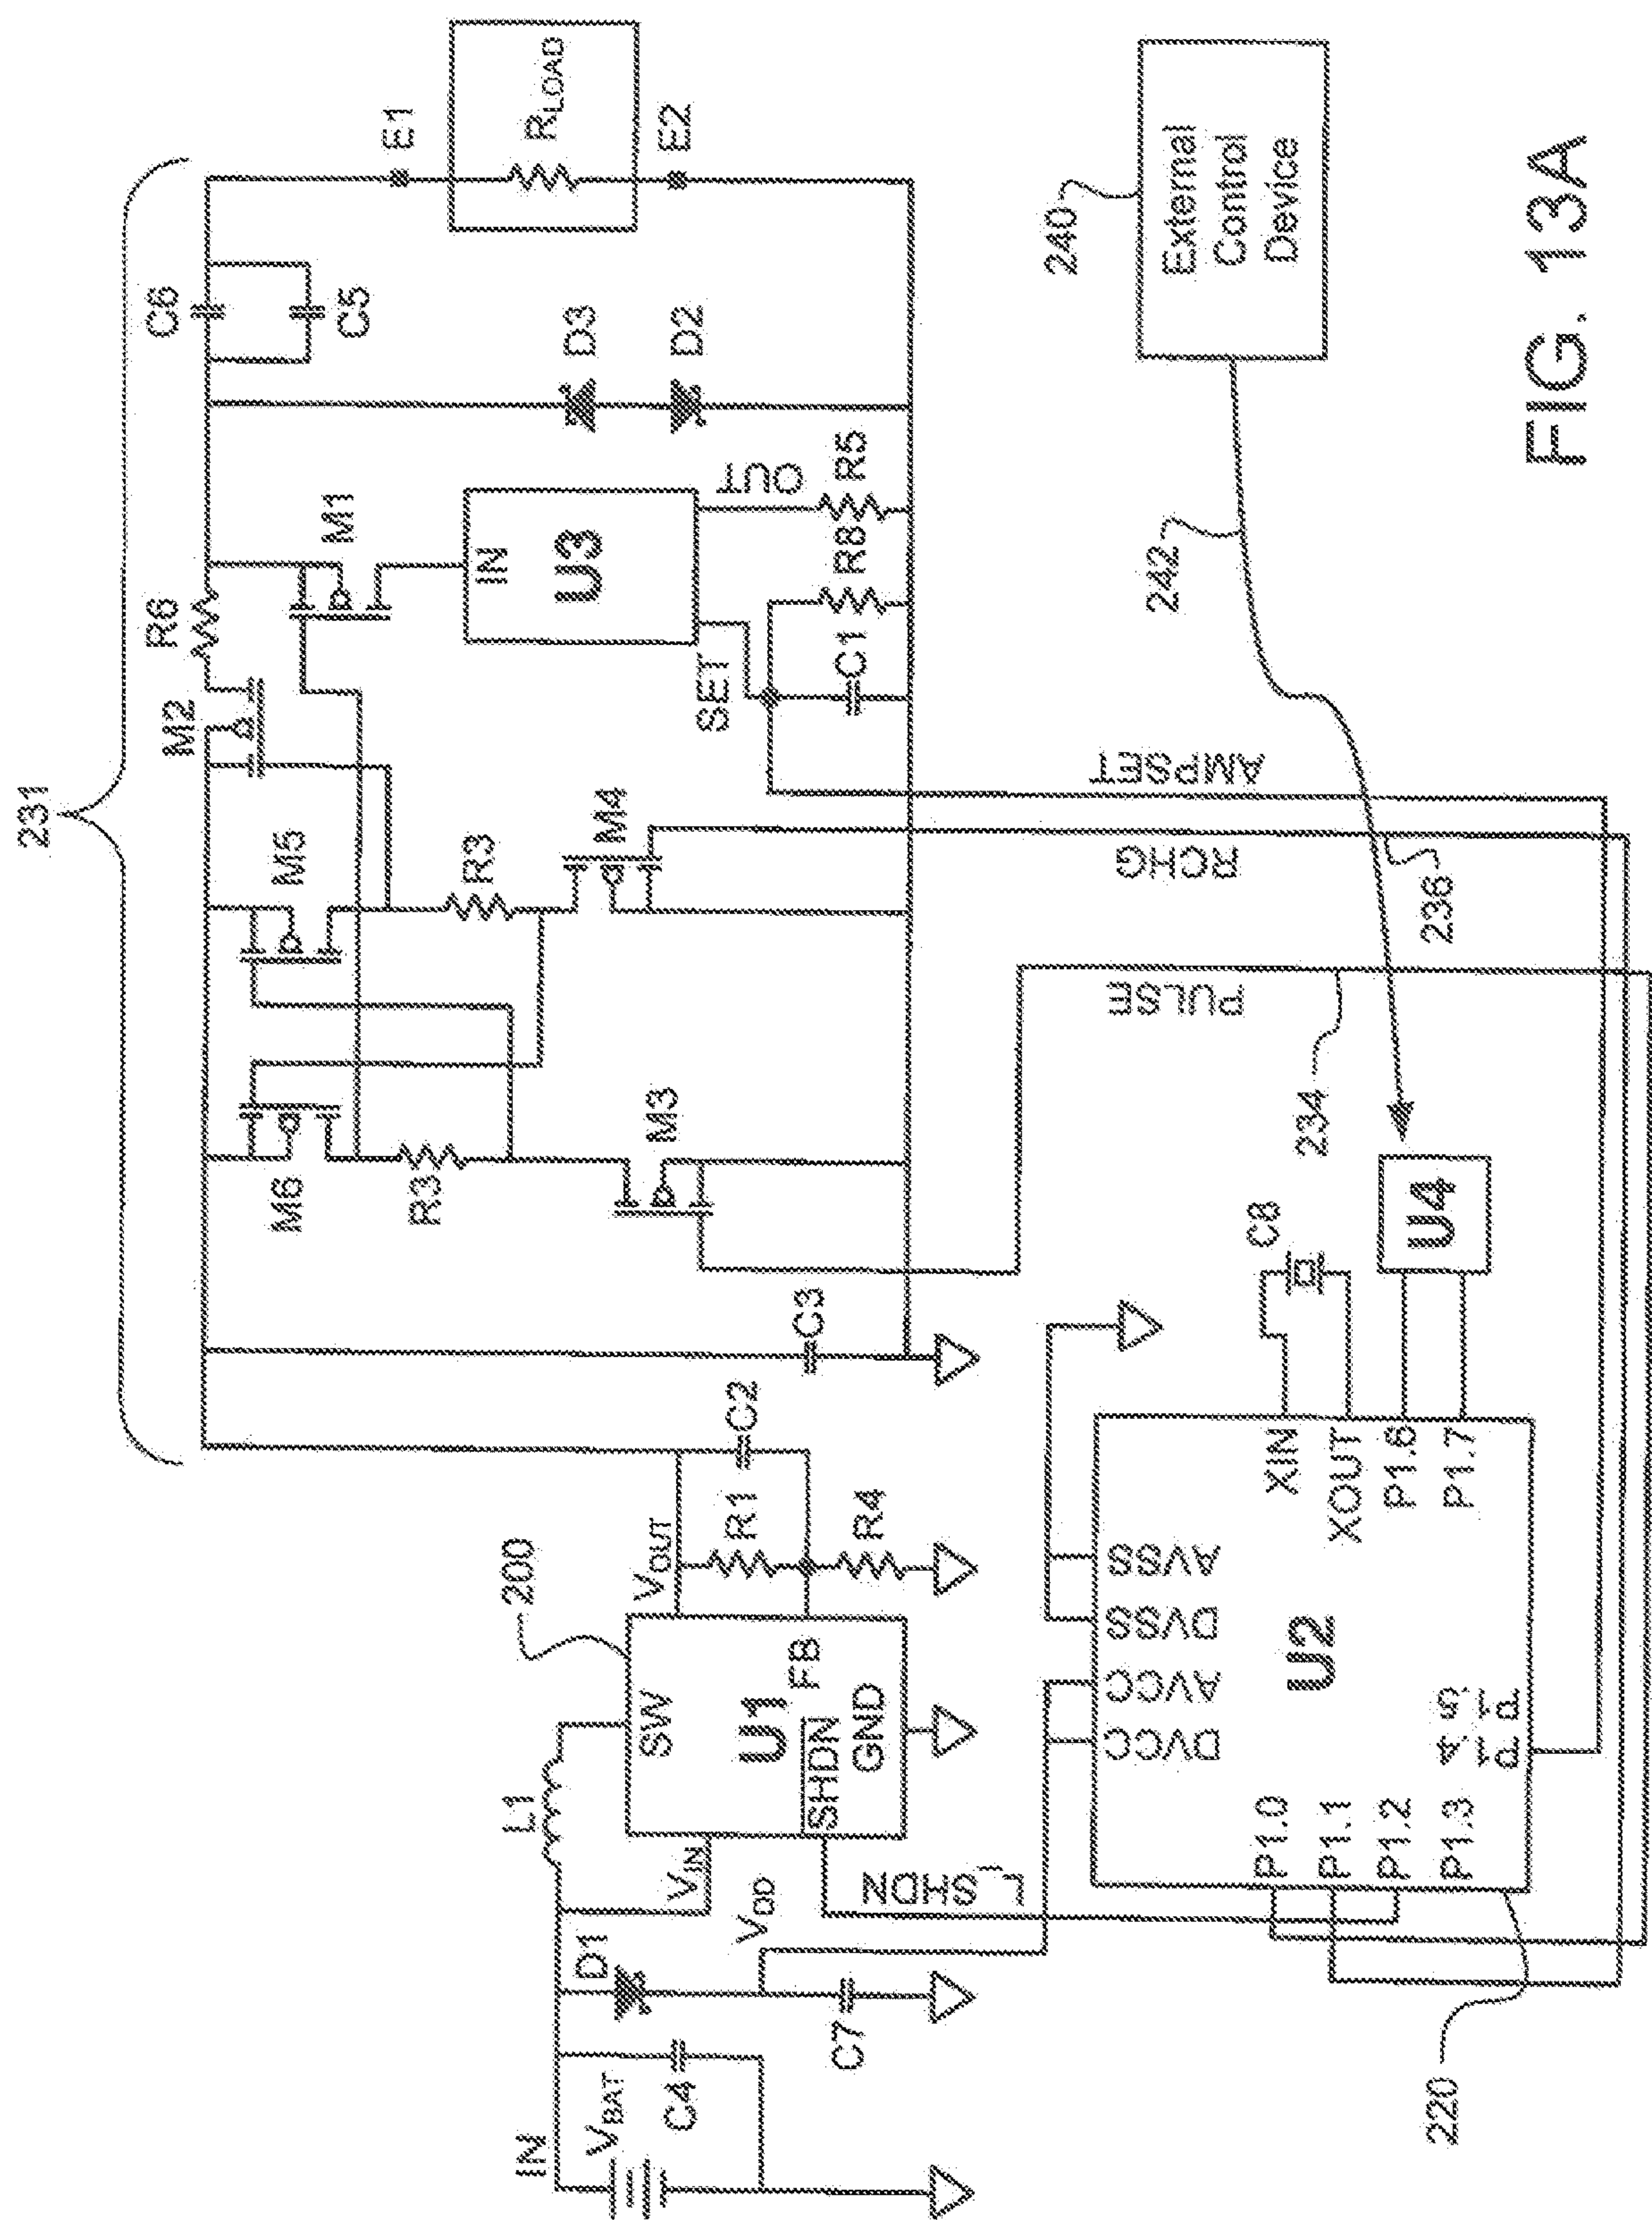 231
R6
C6
C5
M2
M5
M6
M1
R3
R3
M4
M3
IN
U3
SET
OUT
D3
D2
E1
RLOAD
E2
C3
C1
R8
R5
200
VOUT
C2
R1
R4
L1
SW
U1
FB
SHDN
GND
VIN
IN
VBAT
C4
D1
VDD
C7
L_SHDN
PULSE
RCHG
AMPSET
234
236
242
240
External
Control
Device
DVCC
AVCC
DVSS
AVSS
U2
XIN
XOUT
P1.6
P1.7
C8
U4
P1.0
P1.1
P1.2
P1.3
P1.4
220
FIG. 13A